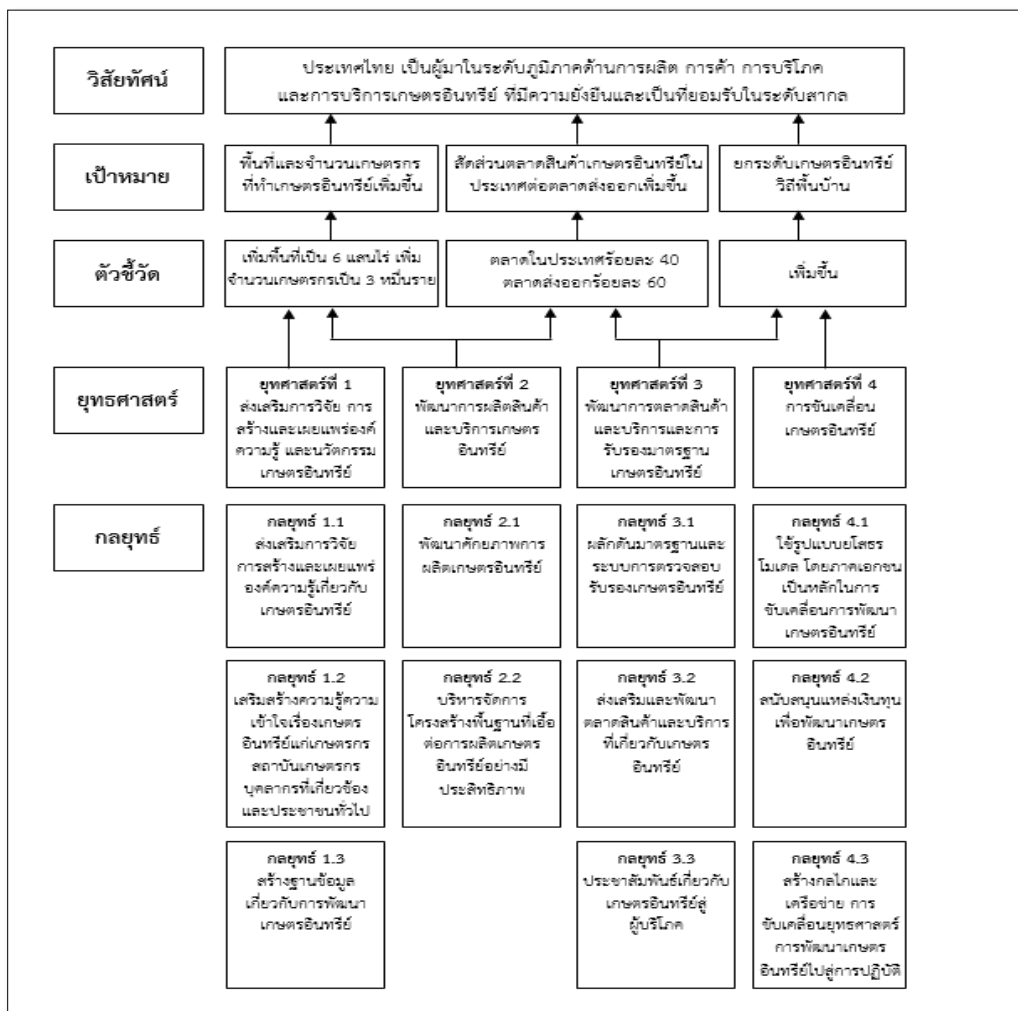 วิสัยทัศน์
ประเทศไทย เป็นผู้มาในระดับภูมิภาคด้านการผลิต การค้า การบริโภค
และการบริการเกษตรอินทรีย์ ที่มีความยั่งยืนและเป็นที่ยอมรับในระดับสากล
เป้าหมาย
พื้นที่และจำนวนเกษตรกร
ที่ทำเกษตรอินทรีย์เพิ่มขึ้น
สัดส่วนตลาดสินค้าเกษตรอินทรีย์ใน
ประเทศต่อตลาดส่งออกเพิ่มขึ้น
ยกระดับเกษตรอินทรีย์
วิถีพื้นบ้าน
ตัวชี้วัด
เพิ่มพื้นที่เป็น 6 แสนไร่ เพิ่ม
จำนวนเกษตรกรเป็น 3 หมื่นราย
ตลาดในประเทศร้อยละ 40
ตลาดส่งออกร้อยละ 60
เพิ่มขึ้น
ยุทธศาสตร์
ยุทศาสตร์ที่ 1
ส่งเสริมการวิจัย การ
สร้างและเผยแพร่องค์
ความรู้ และนวัตกรรม
เกษตรอินทรีย์
ยุทศาสตร์ที่ 2
พัฒนาการผลิตสินค้า
และบริการเกษตร
อินทรีย์
ยุทศาสตร์ที่ 3
พัฒนาการตลาดสินค้า
และบริการและการ
รับรองมาตรฐาน
เกษตรอินทรีย์
ยุทศาสตร์ที่ 4
การขันเคลื่อน
เกษตรอินทรีย์
กลยุทธ์
กลยุทธ์ 1.1
ส่งเสริมการวิจัย
การสร้างและเผยแพร่
องค์ความรู้เกี่ยวกับ
เกษตรอินทรีย์
กลยุทธ์ 2.1
พัฒนาศักยภาพการ
ผลิตเกษตรอินทรีย์
กลยุทธ์ 3.1
ผลักดันมาตรฐานและ
ระบบการตรวจสอบ
รับรองเกษตรอินทรีย์
กลยุทธ์ 4.1
ใช้รูปแบบยโสธร
โมเดล โดยภาคเอกชน
เป็นหลักในการ
ขับเคลื่อนการพัฒนา
เกษตรอินทรีย์
กลยุทธ์ 1.2
เสริมสร้างความรู้ความ
เข้าใจเรื่องเกษตร
อินทรีย์แก่เกษตรกร
สถาบันเกษตรกร
บุคลากรที่เกี่ยวข้อง
และประชาชนทั่วไป
กลยุทธ์ 2.2
บริหารจัดการ
โครงสร้างพื้นฐานที่เอื้อ
ต่อการผลิตเกษตร
อินทรีย์อย่างมี
ประสิทธิภาพ
กลยุทธ์ 3.2
ส่งเสริมและพัฒนา
ตลาดสินค้าและบริการ
ที่เกี่ยวกับเกษตร
อินทรีย์
กลยุทธ์ 4.2
สนับสนุนแหล่งเงินทุน
เพื่อพัฒนาเกษตร
อินทรีย์
กลยุทธ์ 1.3
สร้างฐานข้อมูล
เกี่ยวกับการพัฒนา
เกษตรอินทรีย์
กลยุทธ์ 3.3
ประชาสัมพันธ์เกี่ยวกับ
เกษตรอินทรีย์สู่
ผู้บริโภค
กลยุทธ์ 4.3
สร้างกลไกและ
เครือข่าย การ
ขับเคลื่อนยุทธศาสตร์
การพัฒนาเกษตร
อินทรีย์ไปสู่การปฏิบัติ